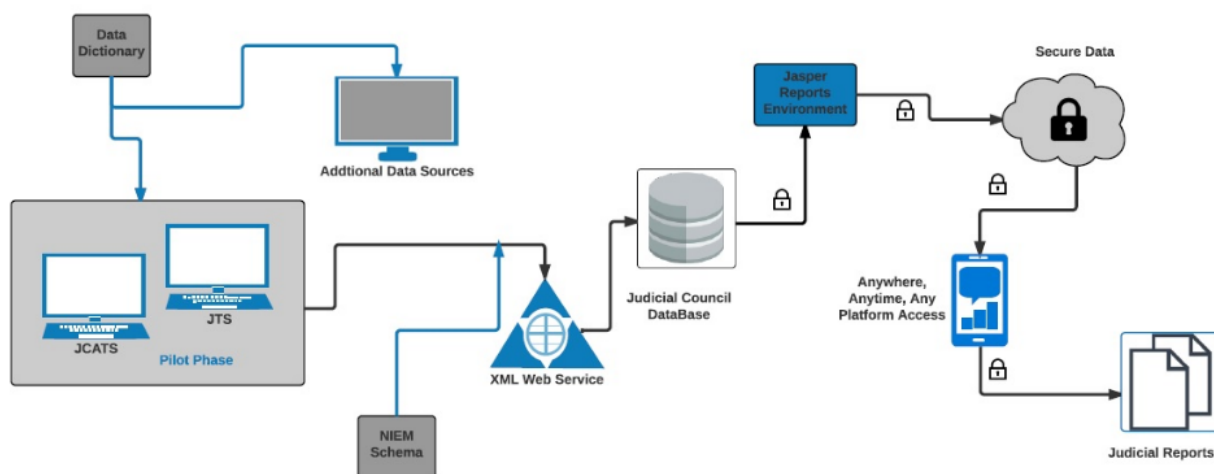 Data
Dictionary
Addtional Data Sources
JCATS
JTS
Pilot Phase
NIEM
Schema
XML Web Service
Judicial Council
DataBase
Jasper
Reports
Environment
Secure Data
Anywhere,
Anytime, Any
Platform Access
Judicial Reports